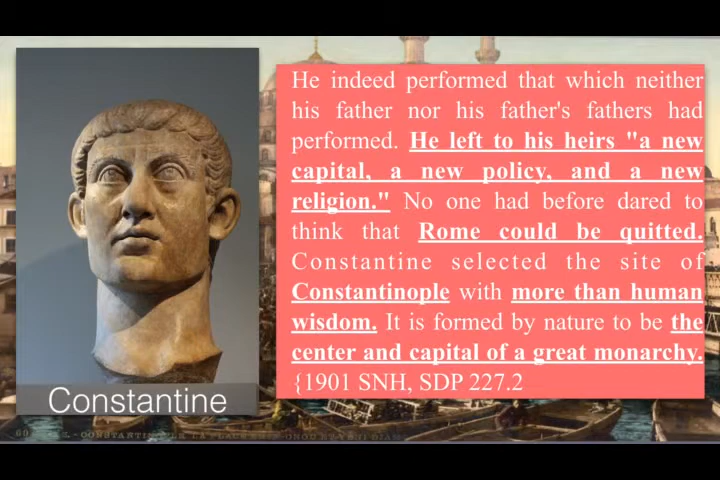 He indeed performed that which neither
his father nor his father's fathers had
performed. He left to his heirs "a new
capital, a new policy, and a new
religion." No one had before dared to
think that Rome could be quitted.
Constantine selected the site of
Constantinople with more than human
wisdom. It is formed by nature to be the
center and capital of a great monarchy.
{1901 SNH, SDP 227.2
Constantine
CONSTANTIN